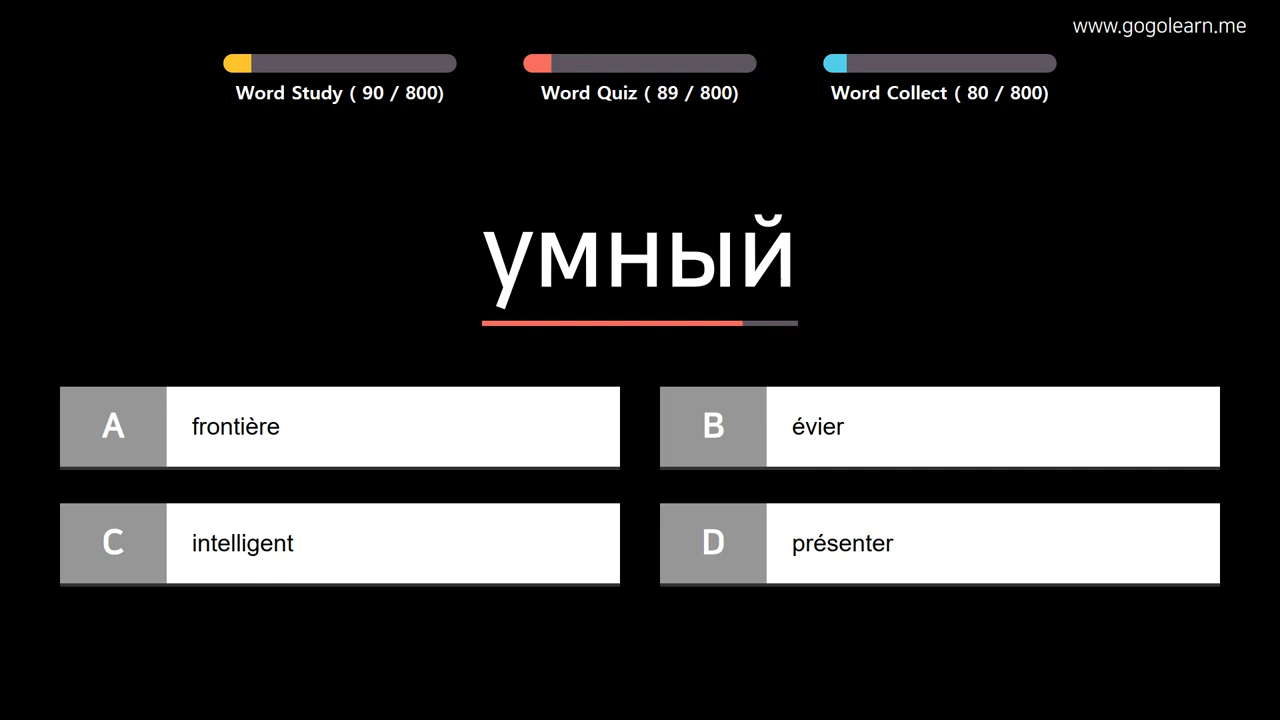 www.gogolearn.me
Word Study ( 90 / 800)
Word Quiz ( 89 / 800)
Word Collect ( 80 / 800)
умный
A frontière
B évier
C intelligent
D présenter